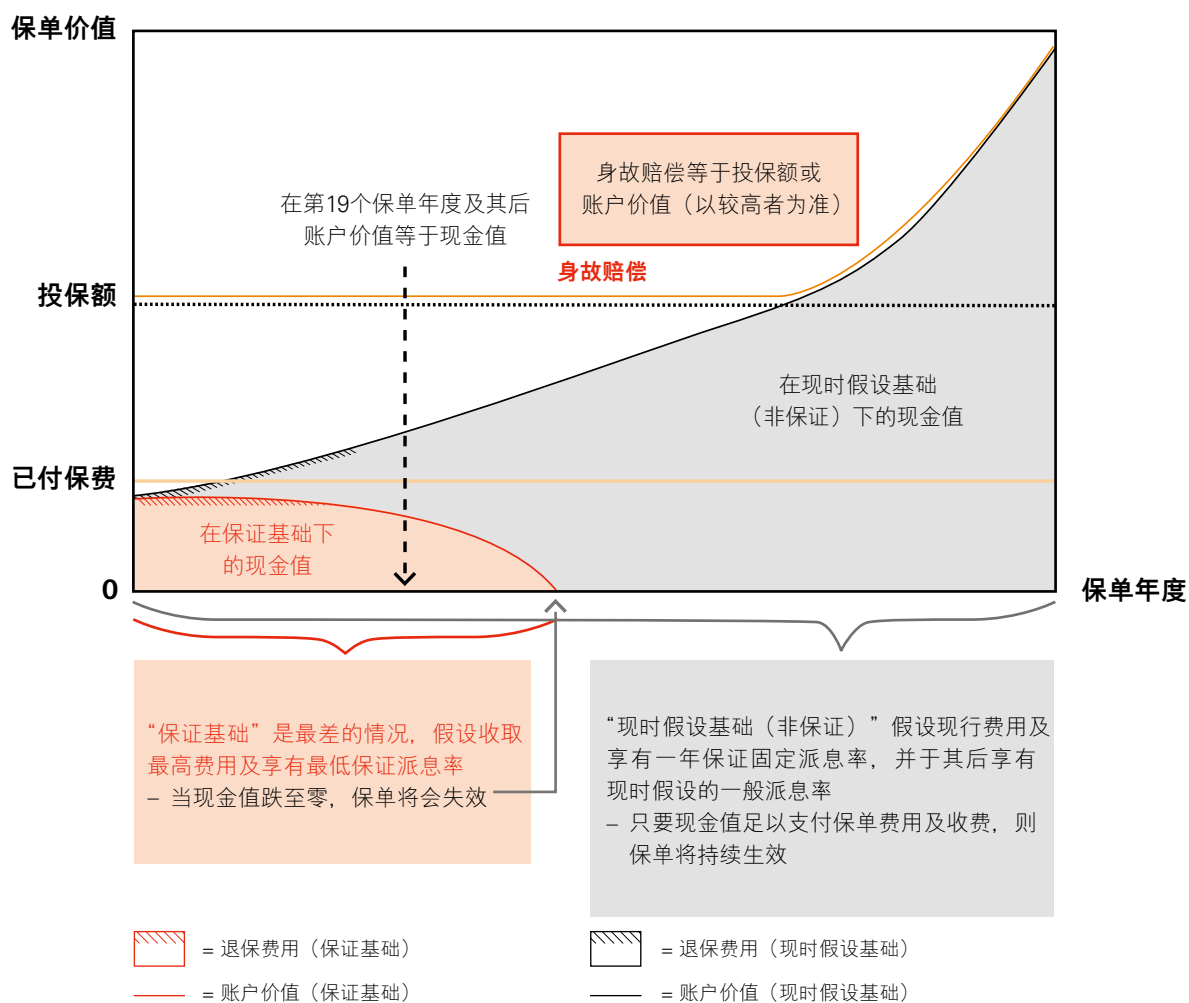 保单价值
身故赔偿等于投保额或
账户价值（以较高者为准）
在第19个保单年度及其后
账户价值等于现金值
身故赔偿
投保额
在现时假设基础
（非保证）下的现金值
已付保费
在保证基础下
的现金值
0
保单年度
“保证基础”是最差的情况，假设收取
最高费用及享有最低保证派息率
– 当现金值跌至零，保单将会失效
“现时假设基础（非保证）”假设现行费用及
享有一年保证固定派息率，并于其后享有
现时假设的一般派息率
– 只要现金值足以支付保单费用及收费，则
保单将持续生效
= 退保费用（保证基础）
= 账户价值（保证基础）
= 退保费用（现时假设基础）
= 账户价值（现时假设基础）